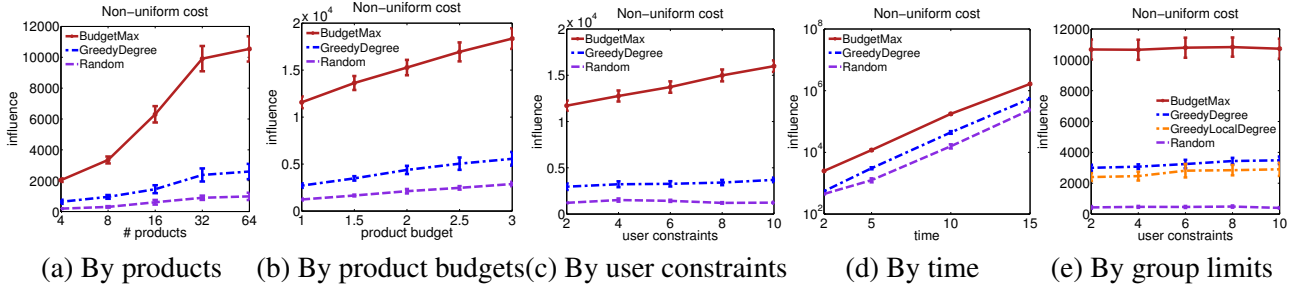 Non-uniform cost
12000
10000
8000
6000
4000
2000
0
influence
BudgetMax
GreedyDegree
Random
4 8 16 32 64
# products
(a) By products
Non-uniform cost
2 x 10^4
1.5
1
0.5
0
influence
BudgetMax
GreedyDegree
Random
1 1.5 2 2.5 3
product budget
(b) By product budgets
Non-uniform cost
2 x 10^4
1.5
1
0.5
0
influence
BudgetMax
GreedyDegree
Random
2 4 6 8 10
user constraints
(c) By user constraints
Non-uniform cost
10^8
10^6
10^4
10^2
influence
BudgetMax
GreedyDegree
Random
2 5 10 15
time
(d) By time
Non-uniform cost
12000
10000
8000
6000
4000
2000
0
influence
BudgetMax
GreedyDegree
GreedyLocalDegree
Random
2 4 6 8 10
user constraints
(e) By group limits